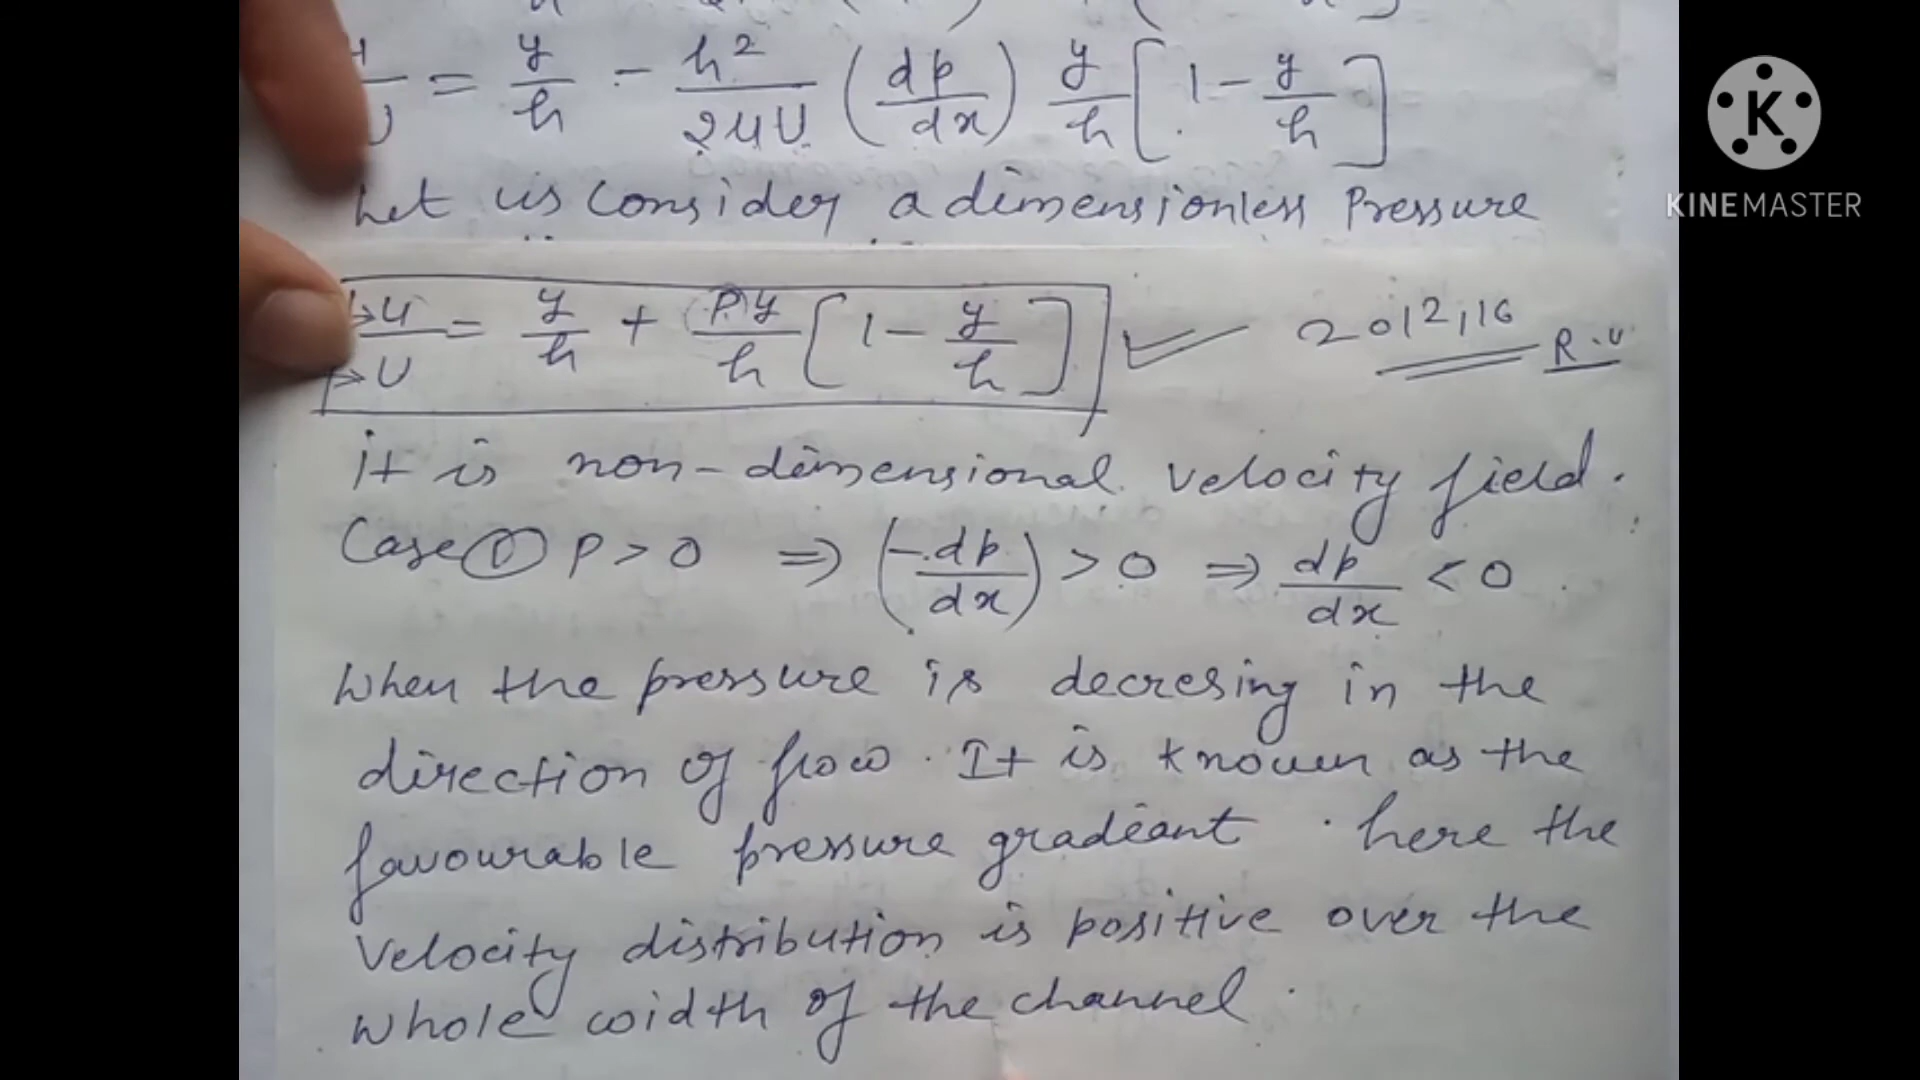 u/U = y/h - h²/2μU (dp/dx) y/h [1 - y/h]
Let us consider a dimensionless Pressure
→u/→U = y/h + Py/h [1 - y/h] ✓ 2012,16 R.U
it is non-dimensional velocity field.
Case ① P > 0 ⇒ (-dp/dx) > 0 ⇒ dp/dx < 0
When the pressure is decresing in the
direction of flow. It is known as the
favourable pressure gradeant. here the
Velocity distribution is positive over the
whole width of the channel.
K
KINEMASTER